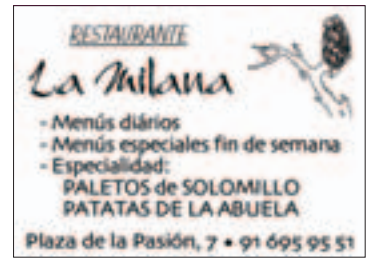 RESTAURANTE
La Milana
- Menús diários
- Menús especiales fin de semana
- Especialidad:
PALETOS de SOLOMILLO
PATATAS DE LA ABUELA
Plaza de la Pasión, 7 • 91 695 95 51